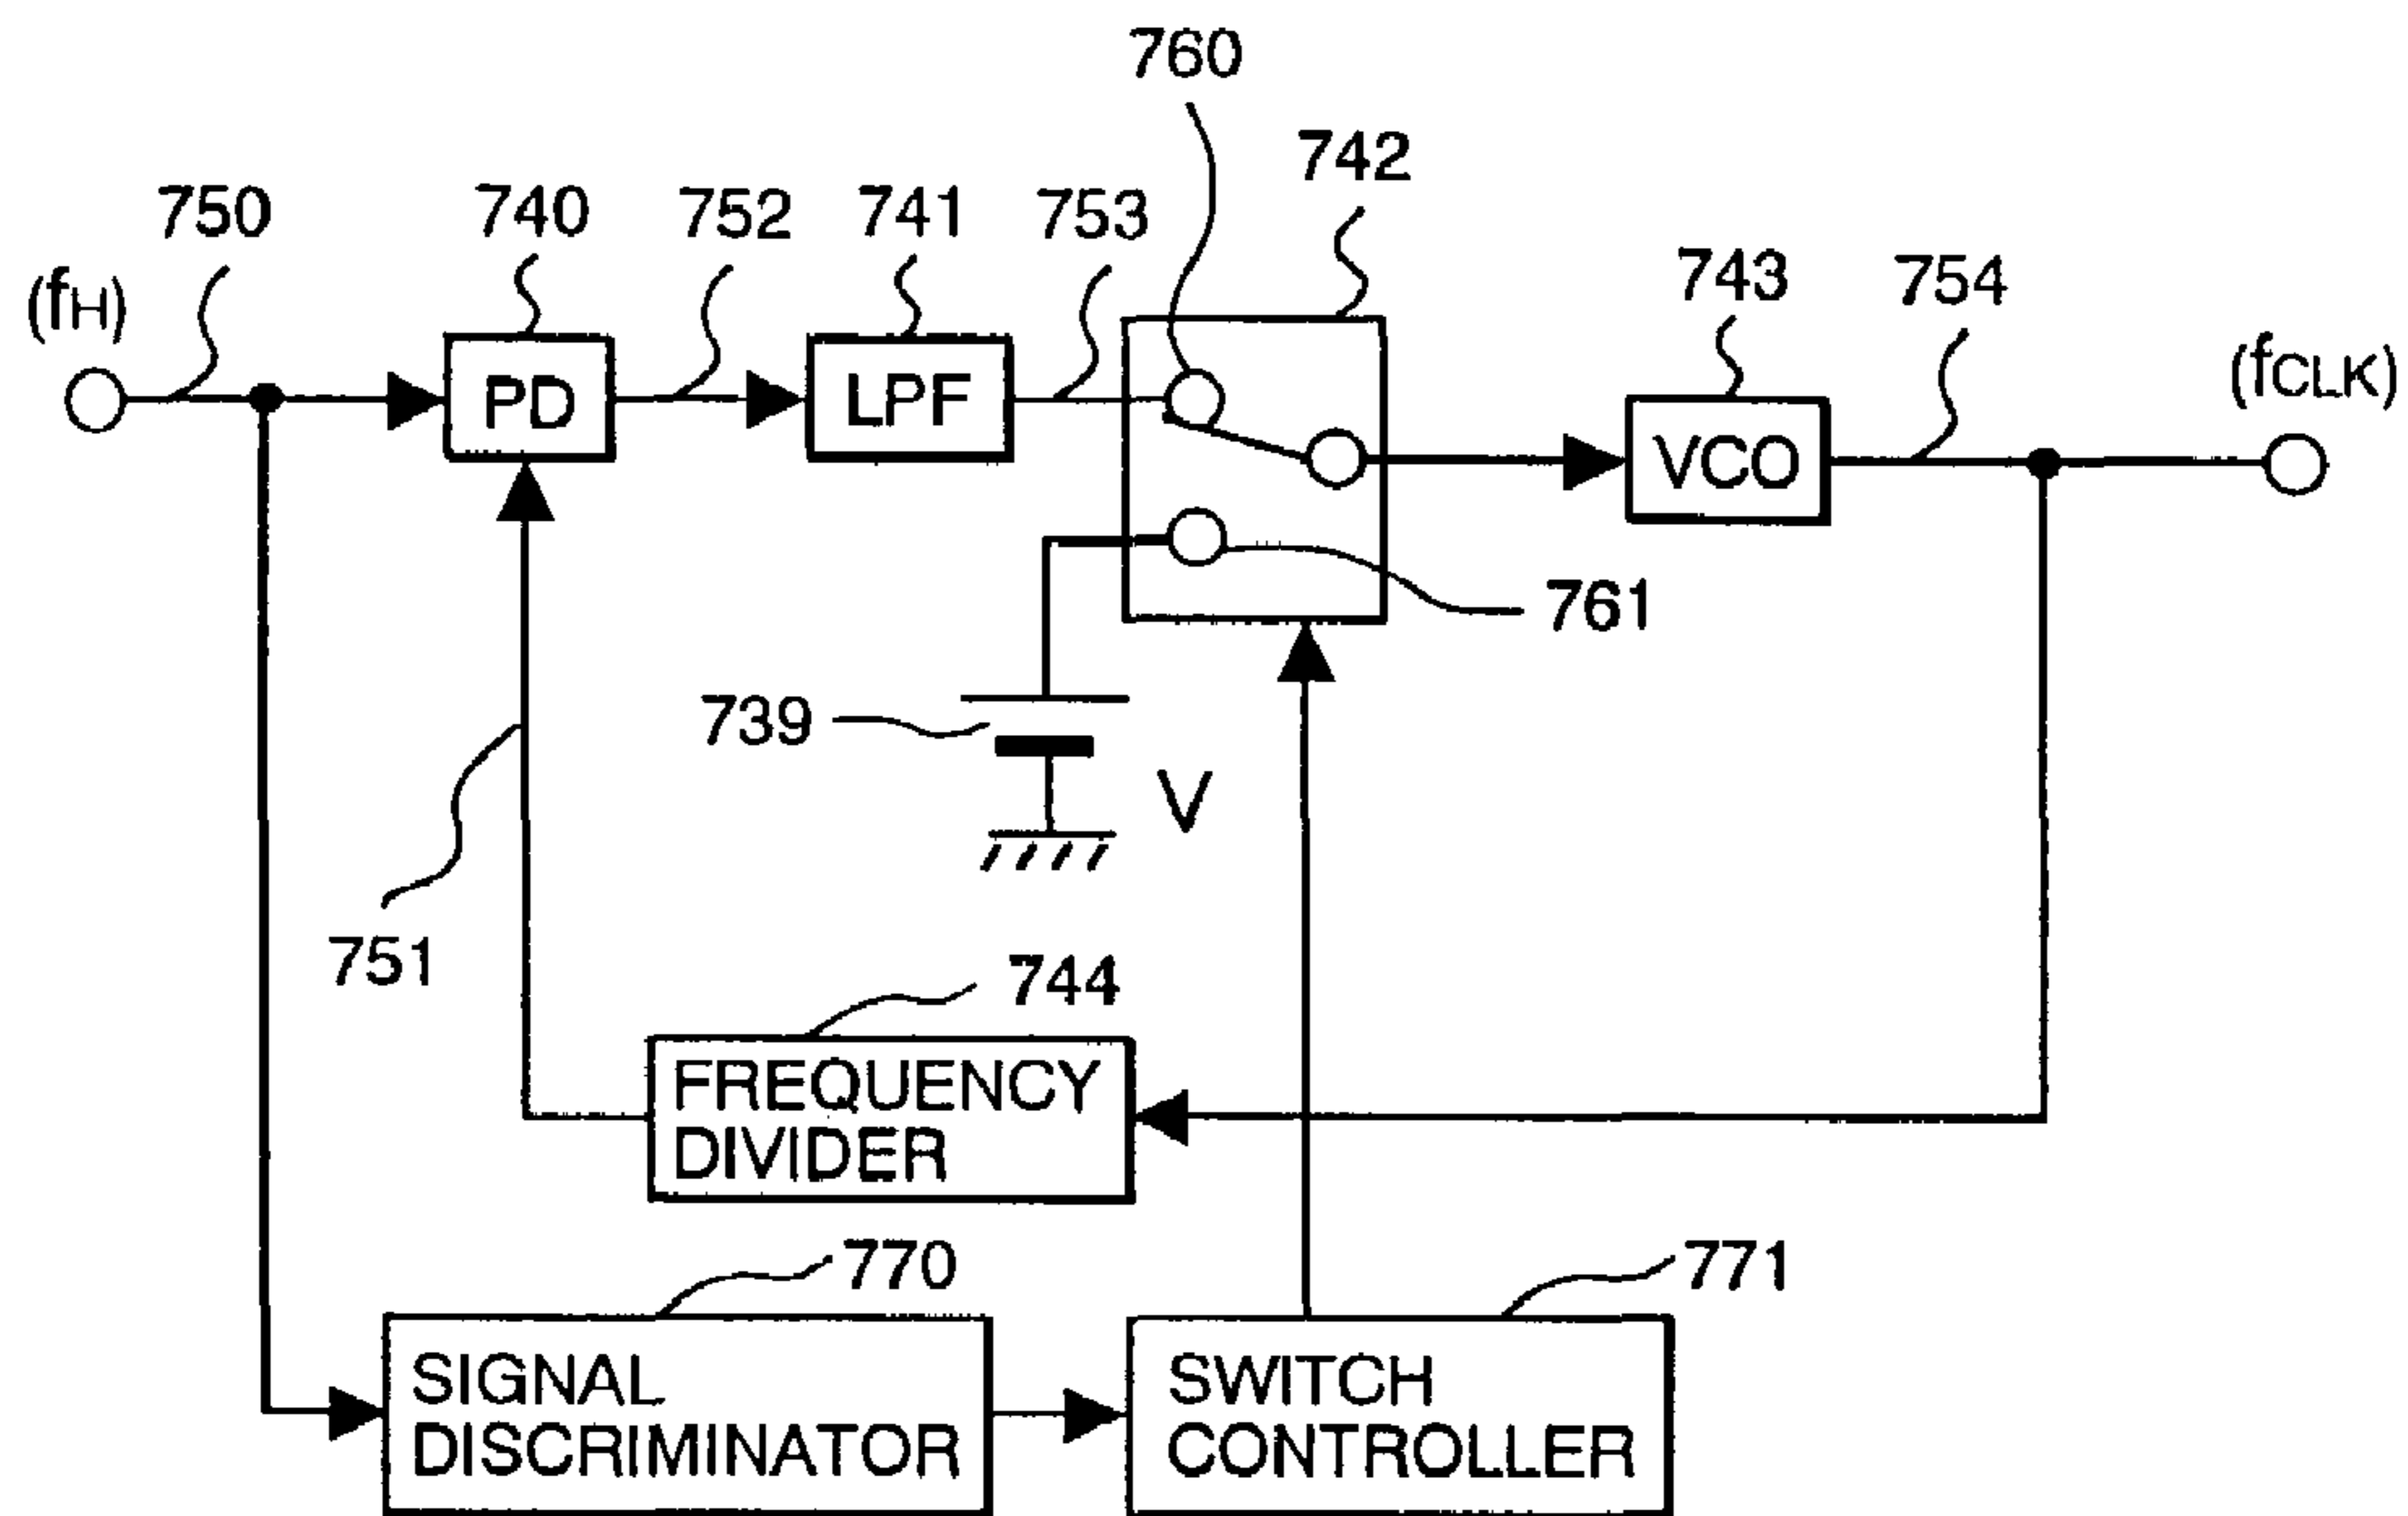 760
742
750
740
752
741
753
743
754
(fH)
(fCLK)
PD
LPF
VCO
761
739
V
751
744
FREQUENCY
DIVIDER
770
771
SIGNAL
DISCRIMINATOR
SWITCH
CONTROLLER